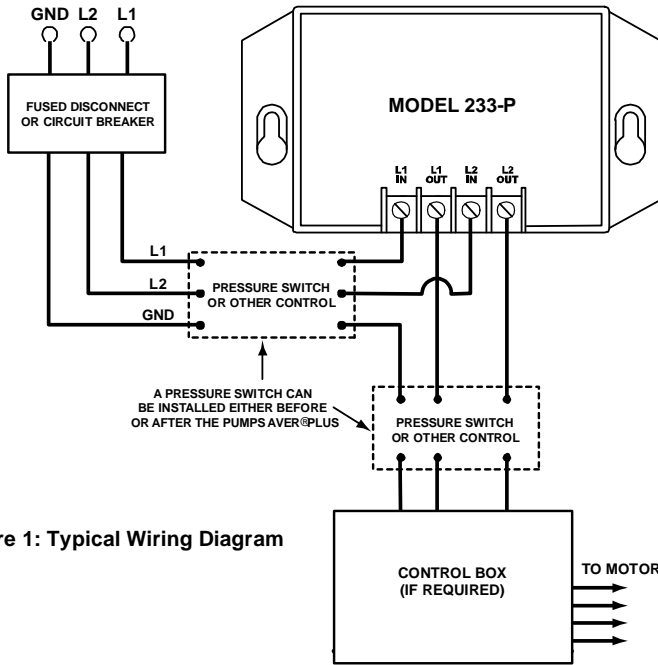 GND L2 L1
FUSED DISCONNECT
OR CIRCUIT BREAKER
MODEL 233-P
L1 IN
L1 OUT
L2 IN
L2 OUT
L1
L2
GND
PRESSURE SWITCH
OR OTHER CONTROL
A PRESSURE SWITCH CAN
BE INSTALLED EITHER BEFORE
OR AFTER THE PUMPSAVER®PLUS
PRESSURE SWITCH
OR OTHER CONTROL
re 1: Typical Wiring Diagram
CONTROL BOX
(IF REQUIRED)
TO MOTOR